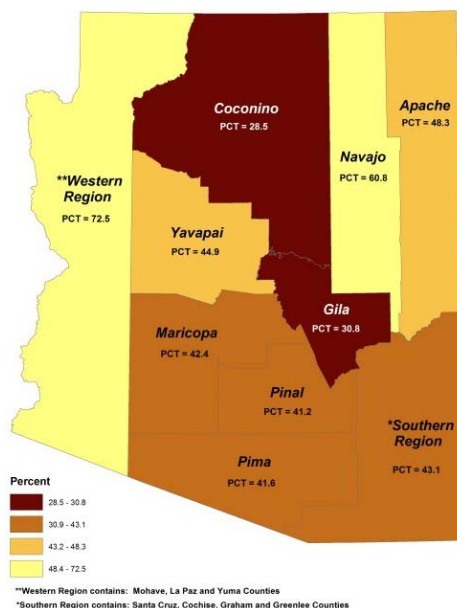 Coconino
PCT = 28.5
Apache
PCT = 48.3
Navajo
PCT = 60.8
**Western
Region
PCT = 72.5
Yavapai
PCT = 44.9
Gila
PCT = 30.8
Maricopa
PCT = 42.4
Pinal
PCT = 41.2
*Southern
Region
PCT = 43.1
Pima
PCT = 41.6
Percent
28.5 - 30.8
30.9 - 43.1
43.2 - 48.3
48.4 - 72.5
**Western Region contains: Mohave, La Paz and Yuma Counties
*Southern Region contains: Santa Cruz, Cochise, Graham and Greenlee Counties